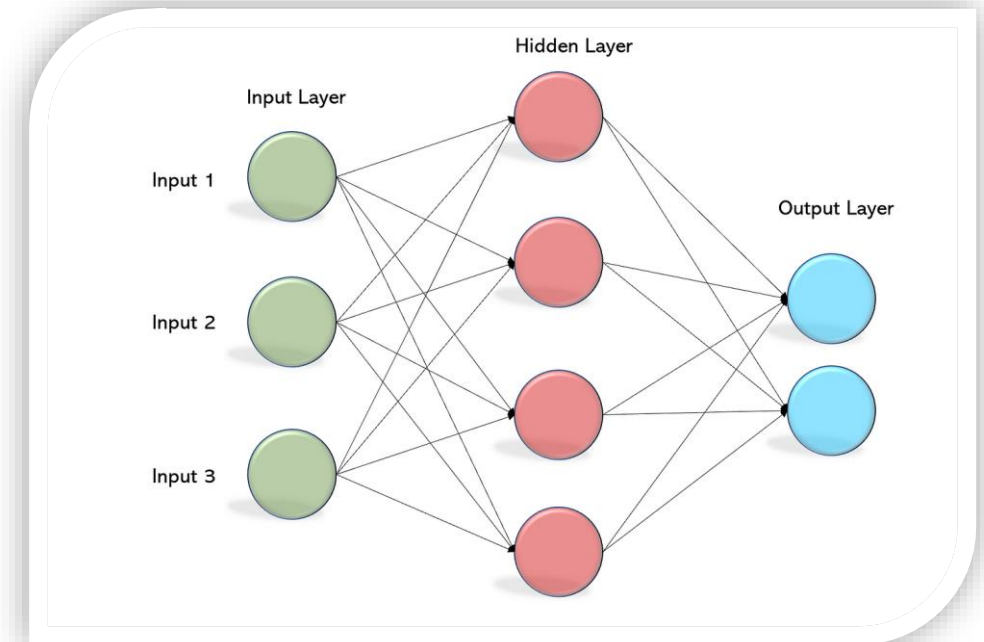 Hidden Layer
Input Layer
Input 1
Output Layer
Input 2
Input 3